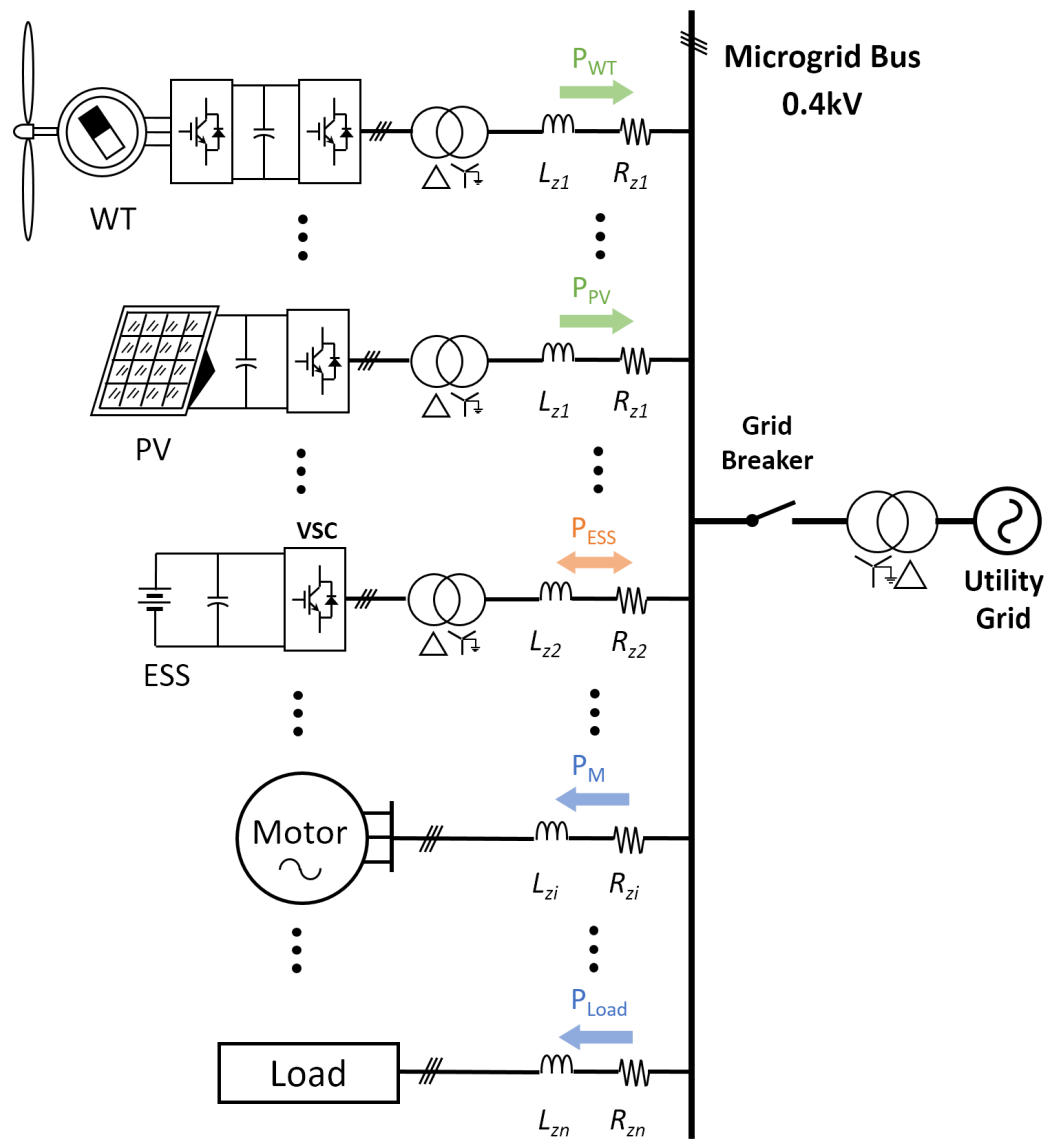 P_WT
Microgrid Bus
0.4kV
L_z1
R_z1
WT
P_PV
L_z1
R_z1
PV
Grid
Breaker
VSC
P_ESS
Utility
Grid
L_z2
R_z2
ESS
P_M
Motor
L_zi
R_zi
P_Load
Load
L_zn
R_zn